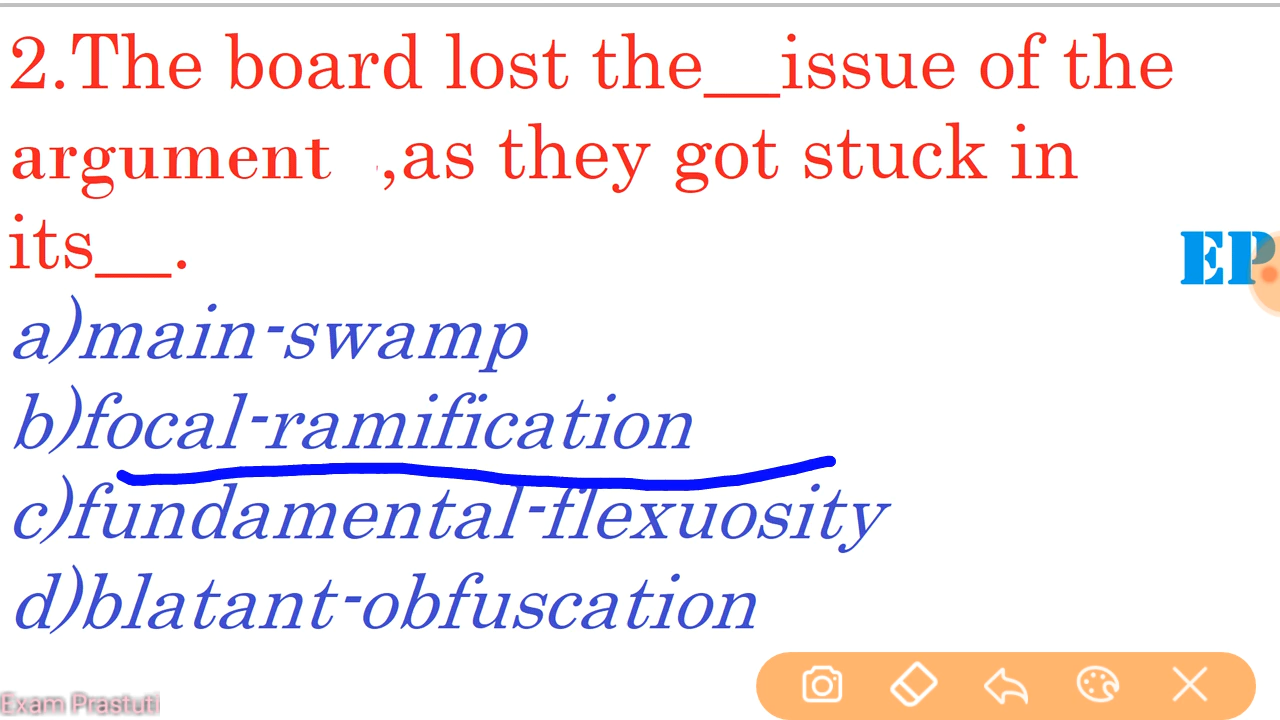 2.The board lost the__issue of the
argument ,as they got stuck in
its__.
EP
a)main-swamp
b)focal-ramification
c)fundamental-flexuosity
d)blatant-obfuscation
Exam Prastuti